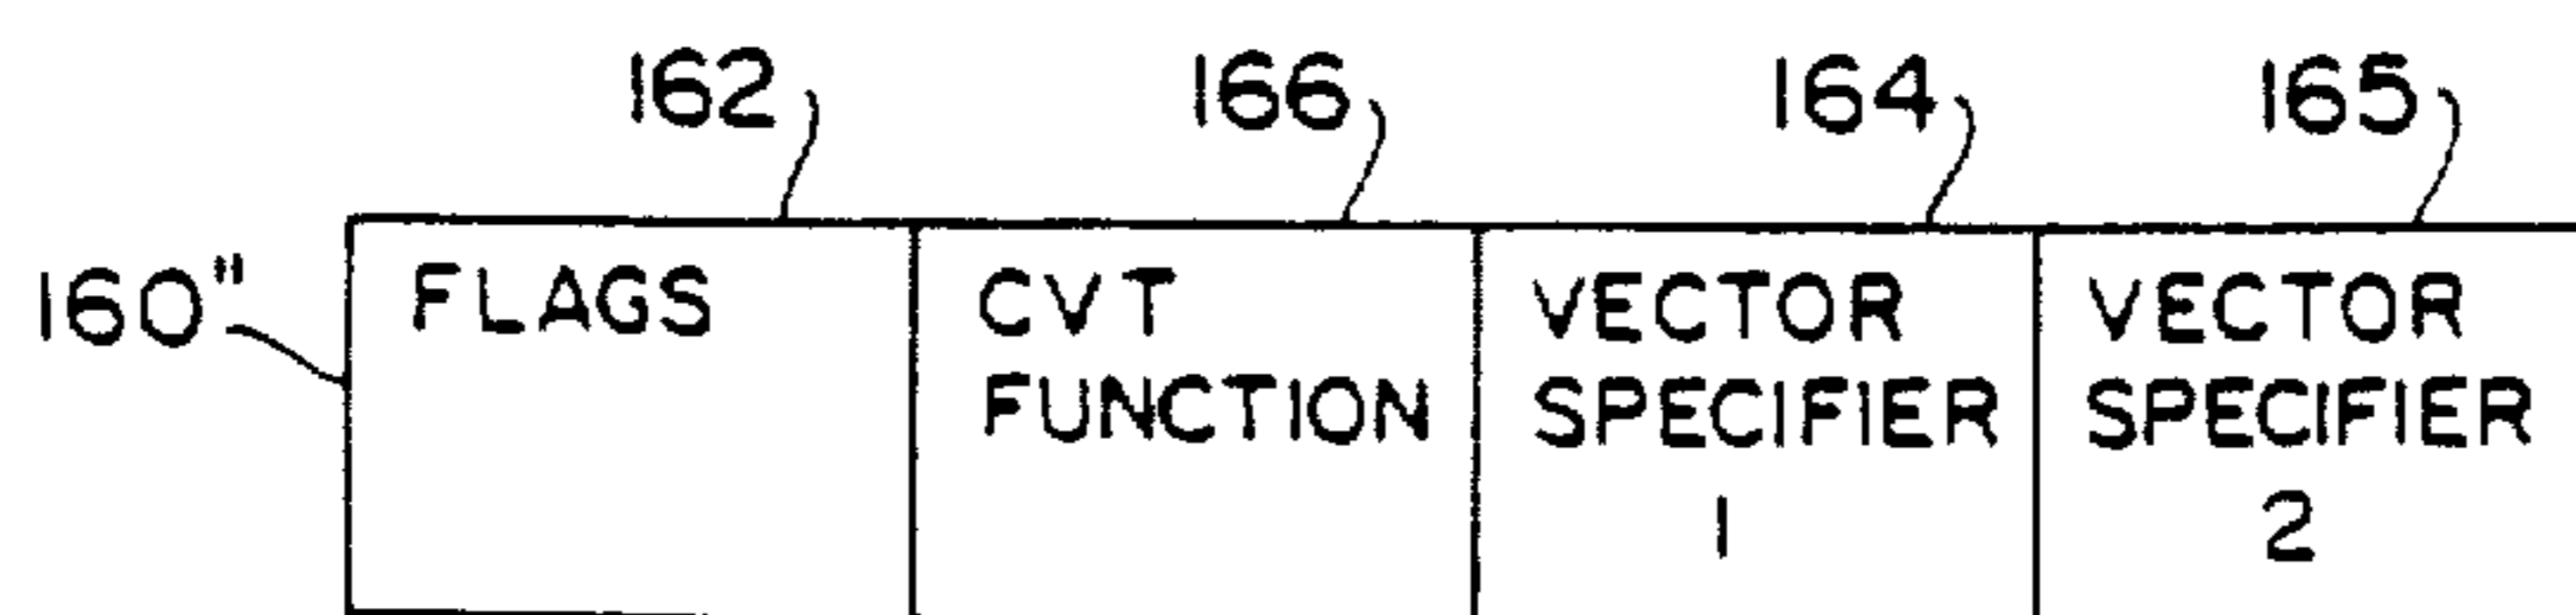 162 166 164 165
160"
FLAGS CVT VECTOR VECTOR
FUNCTION SPECIFIER SPECIFIER
1 2